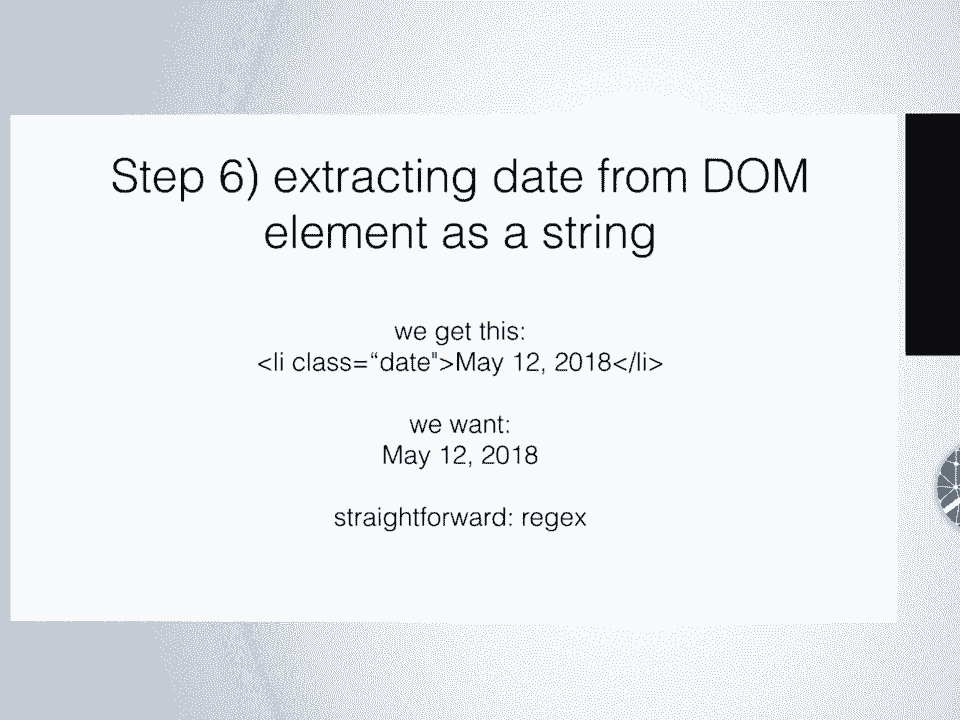 Step 6) extracting date from DOM
element as a string
we get this:
<li class=“date">May 12, 2018</li>
we want:
May 12, 2018
straightforward: regex